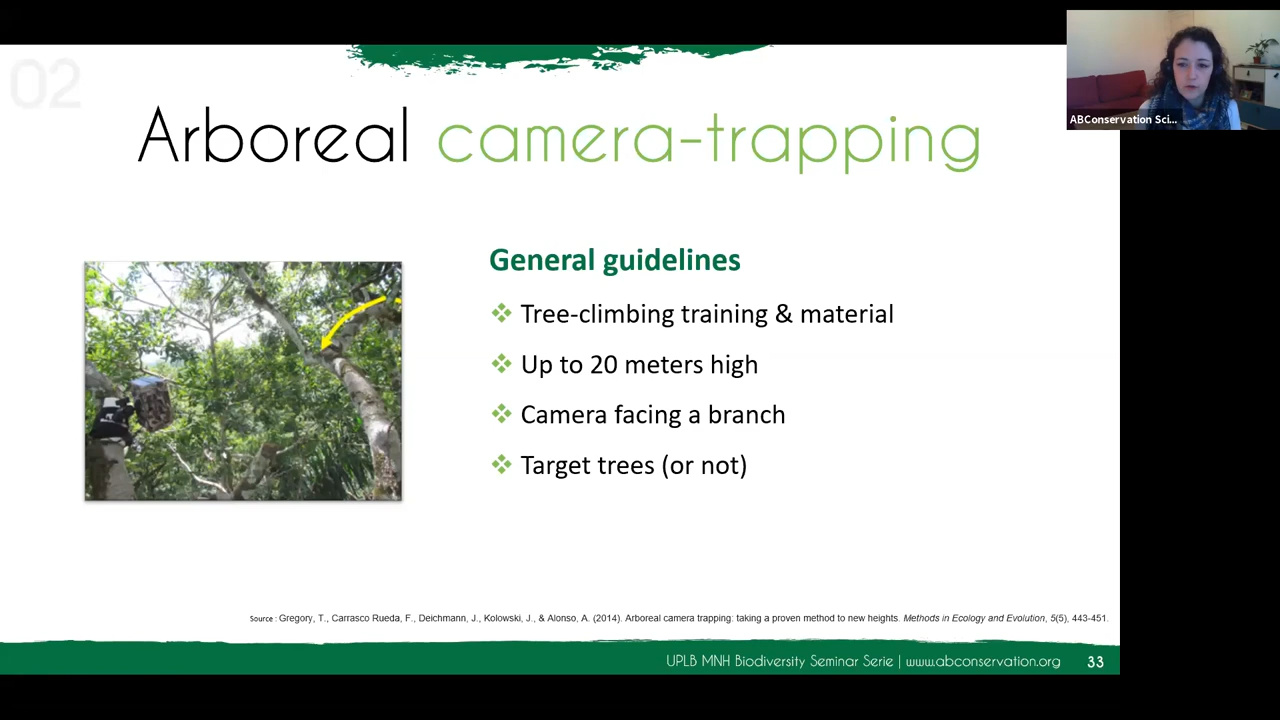 02
Arboreal camera-trapping
General guidelines
❖ Tree-climbing training & material
❖ Up to 20 meters high
❖ Camera facing a branch
❖ Target trees (or not)
Source : Gregory, T., Carrasco Rueda, F., Deichmann, J., Kolowski, J., & Alonso, A. (2014). Arboreal camera trapping: taking a proven method to new heights. Methods in Ecology and Evolution, 5(5), 443-451.
UPLB MNH Biodiversity Seminar Serie | www.abconservation.org 33
ABConservation Sci...